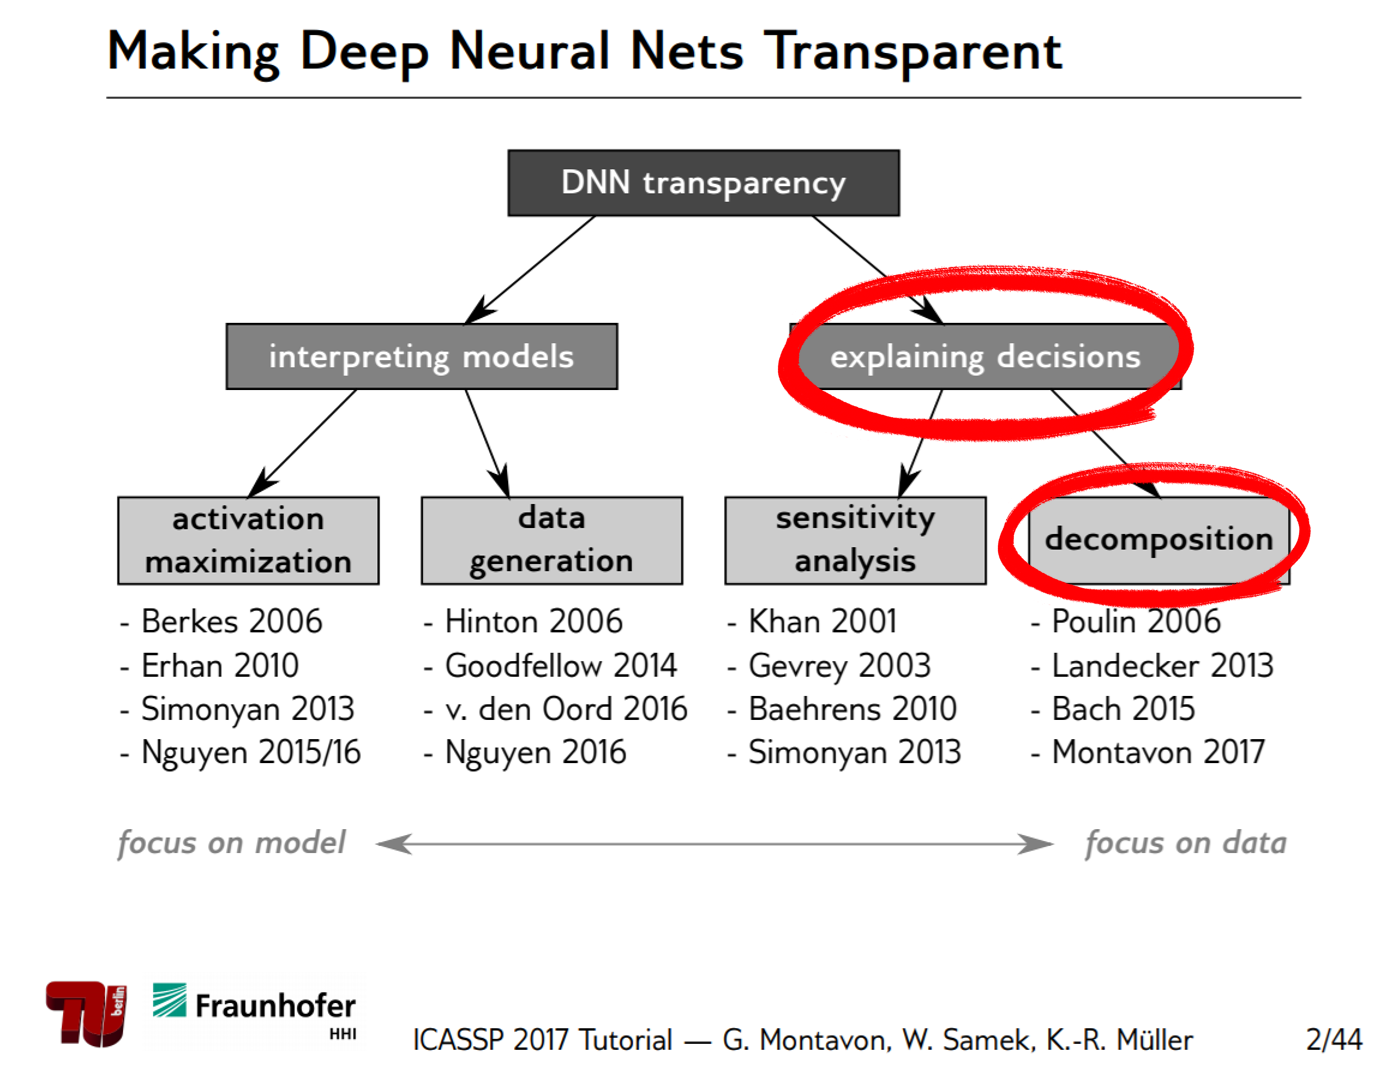 Making Deep Neural Nets Transparent
DNN transparency
interpreting models
explaining decisions
activation
maximization
- Berkes 2006
- Erhan 2010
- Simonyan 2013
- Nguyen 2015/16
data
generation
- Hinton 2006
- Goodfellow 2014
- v. den Oord 2016
- Nguyen 2016
sensitivity
analysis
- Khan 2001
- Gevrey 2003
- Baehrens 2010
- Simonyan 2013
decomposition
- Poulin 2006
- Landecker 2013
- Bach 2015
- Montavon 2017
focus on model
focus on data
TU berlin
Fraunhofer
HHI
ICASSP 2017 Tutorial — G. Montavon, W. Samek, K.-R. Müller
2/44